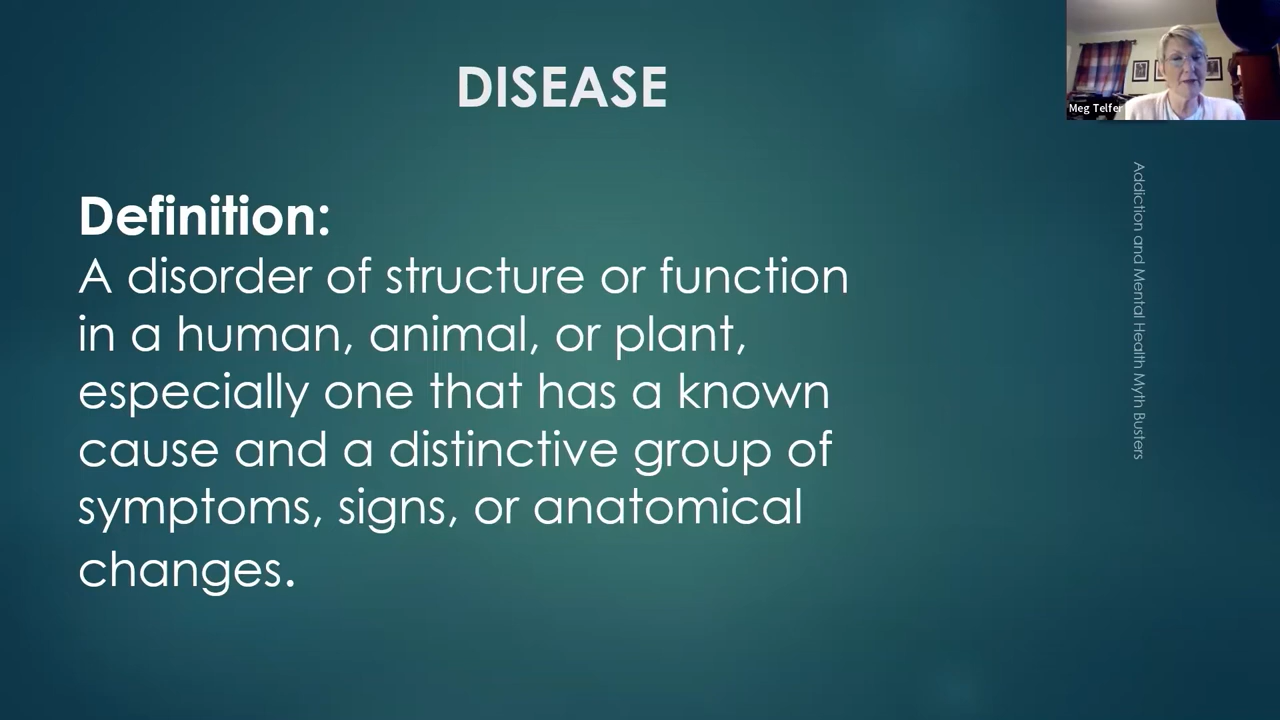 DISEASE
Meg Telfer
Definition:
A disorder of structure or function
in a human, animal, or plant,
especially one that has a known
cause and a distinctive group of
symptoms, signs, or anatomical
changes.
Addiction and Mental Health Myth Busters